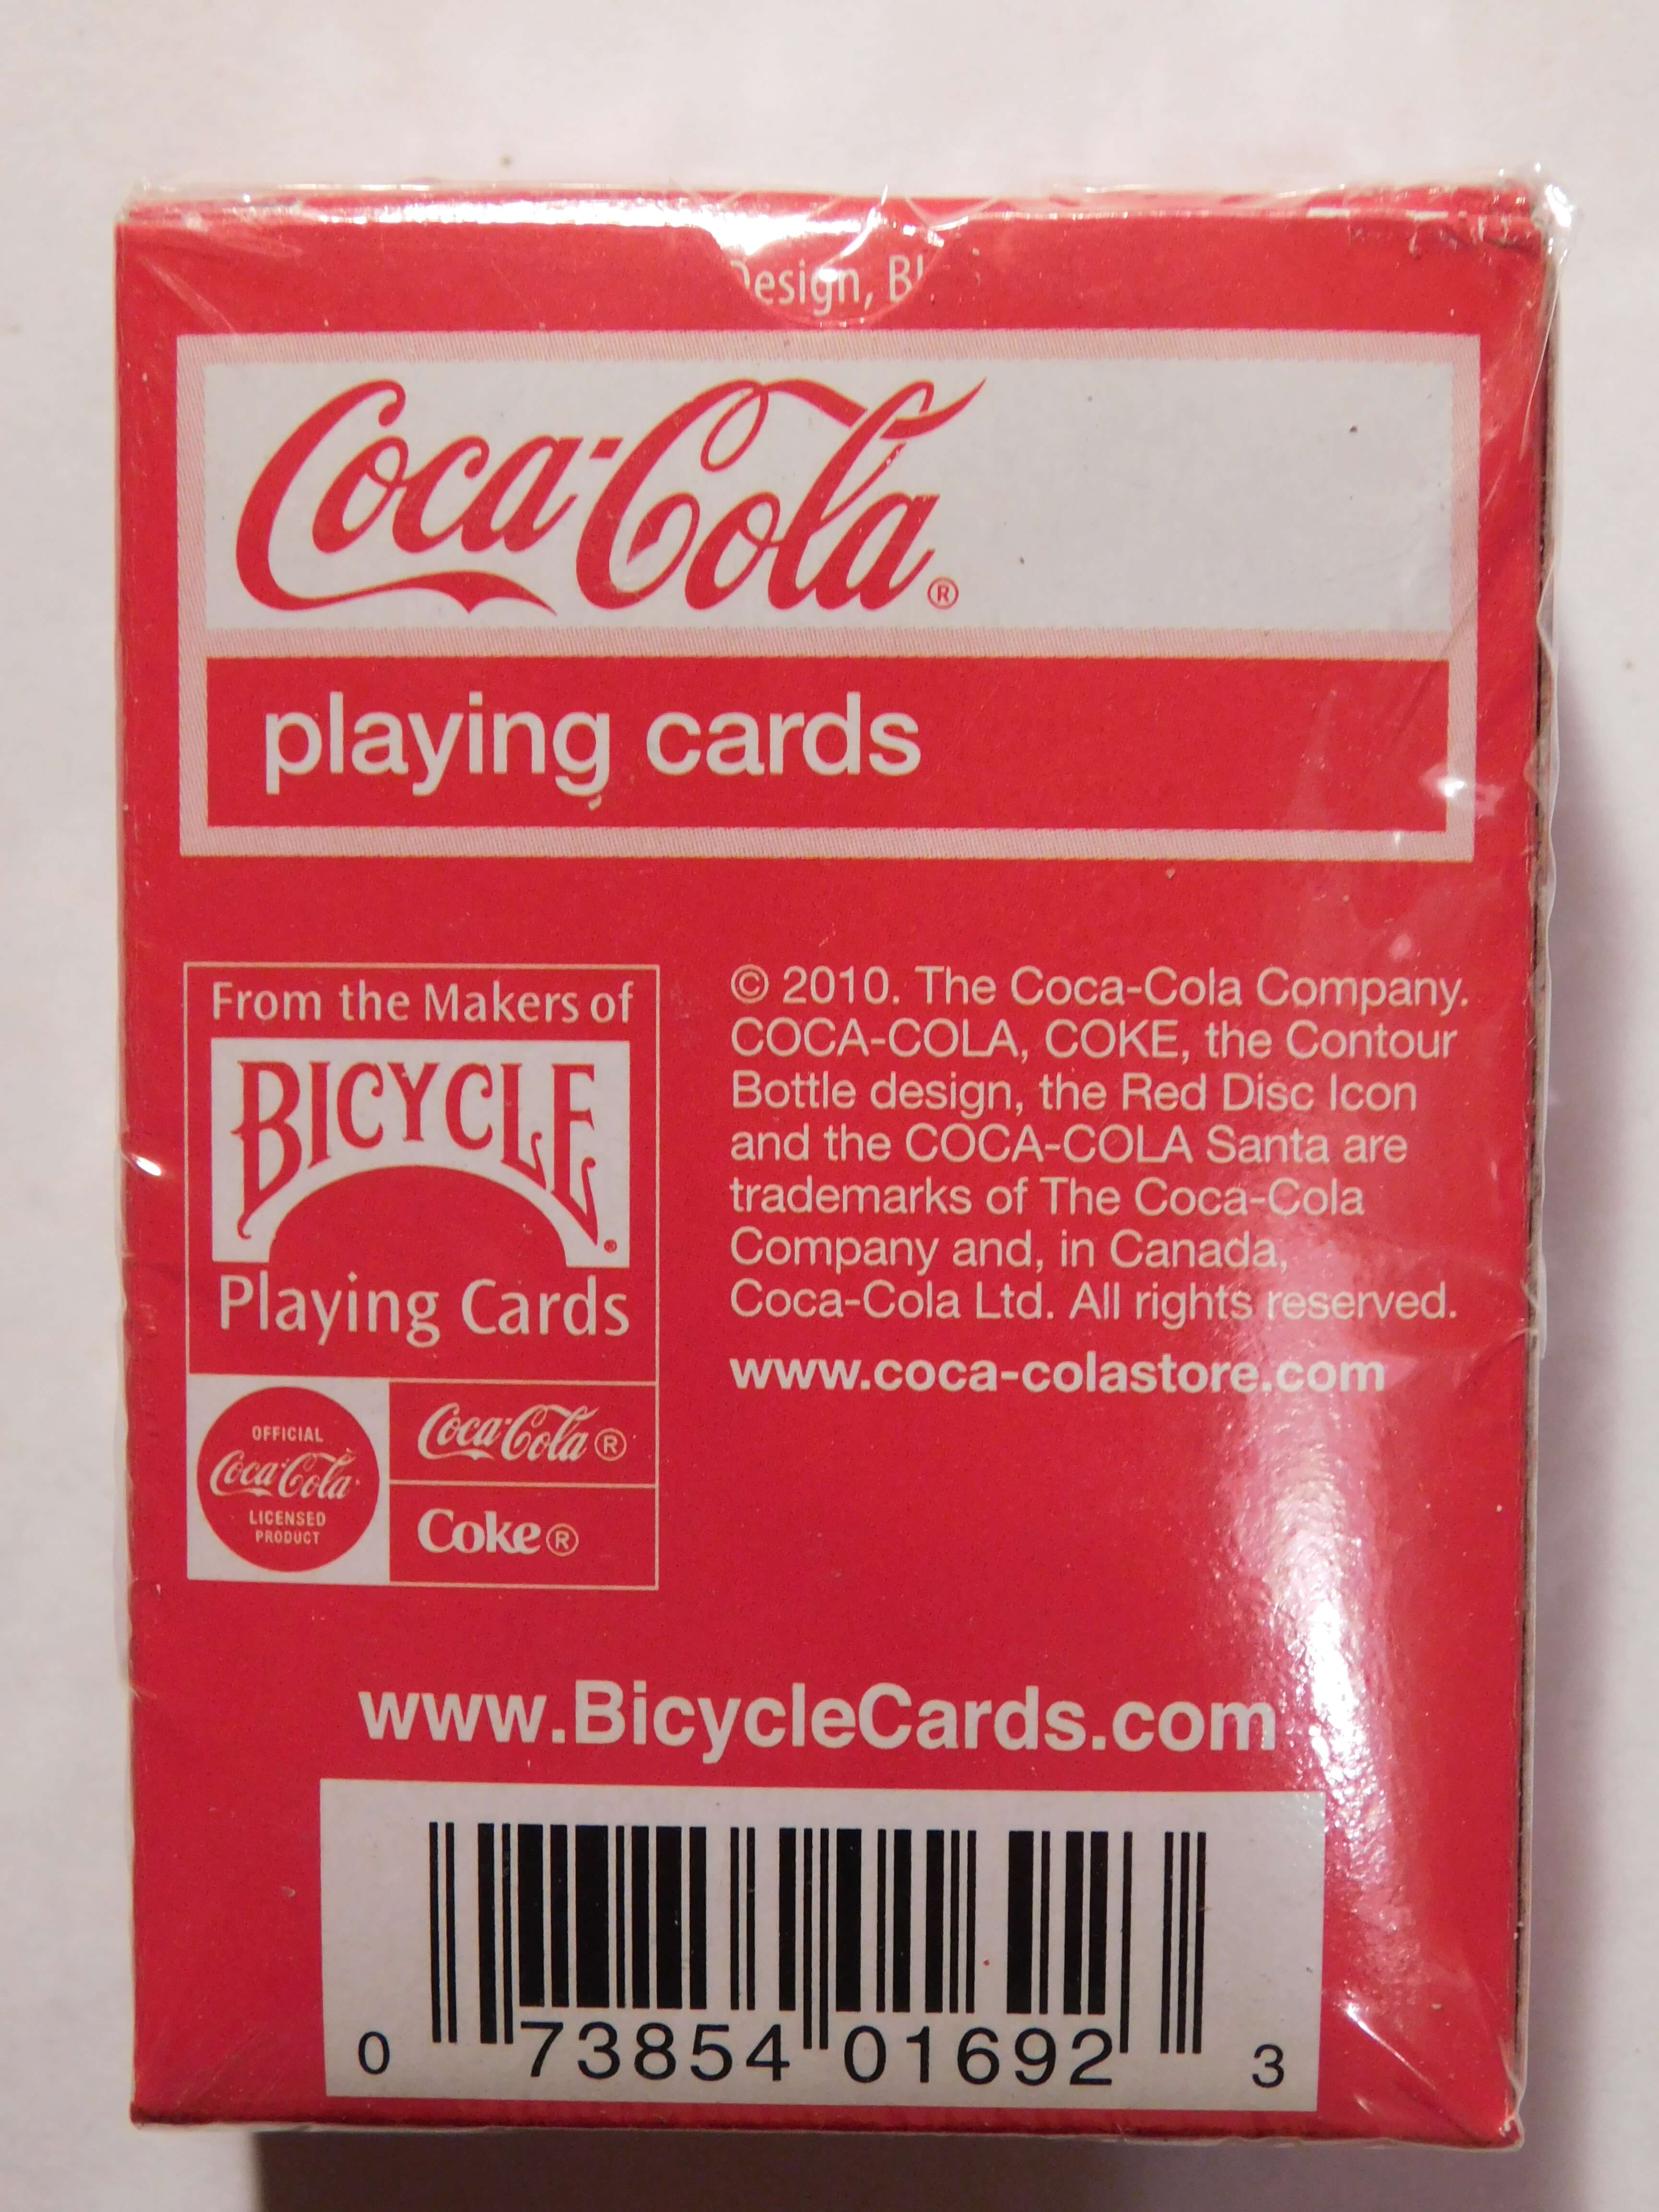 Design,
Coca-Cola®
playing cards
From the Makers of
BICYCLE®
Playing Cards
OFFICIAL
Coca-Cola
LICENSED
PRODUCT
Coca-Cola®
Coke®
© 2010. The Coca-Cola Company.
COCA-COLA, COKE, the Contour
Bottle design, the Red Disc Icon
and the COCA-COLA Santa are
trademarks of The Coca-Cola
Company and, in Canada,
Coca-Cola Ltd. All rights reserved.
www.coca-colastore.com
www.BicycleCards.com
0 73854 01692 3